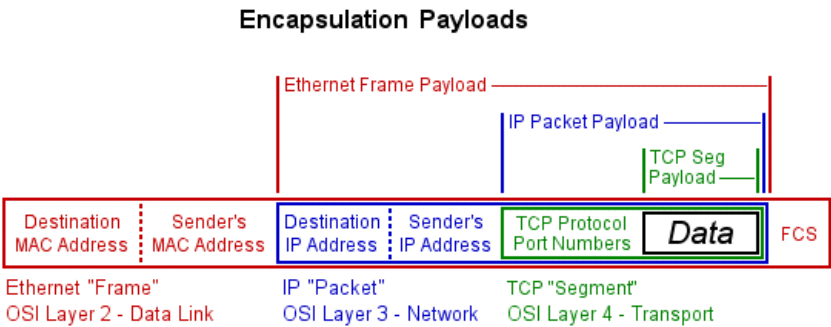 Encapsulation Payloads
Ethernet Frame Payload
IP Packet Payload
TCP Seg
Payload
Destination
MAC Address
Sender's
MAC Address
Destination
IP Address
Sender's
IP Address
TCP Protocol
Port Numbers
Data
FCS
Ethernet "Frame"
OSI Layer 2 - Data Link
IP "Packet"
OSI Layer 3 - Network
TCP "Segment"
OSI Layer 4 - Transport